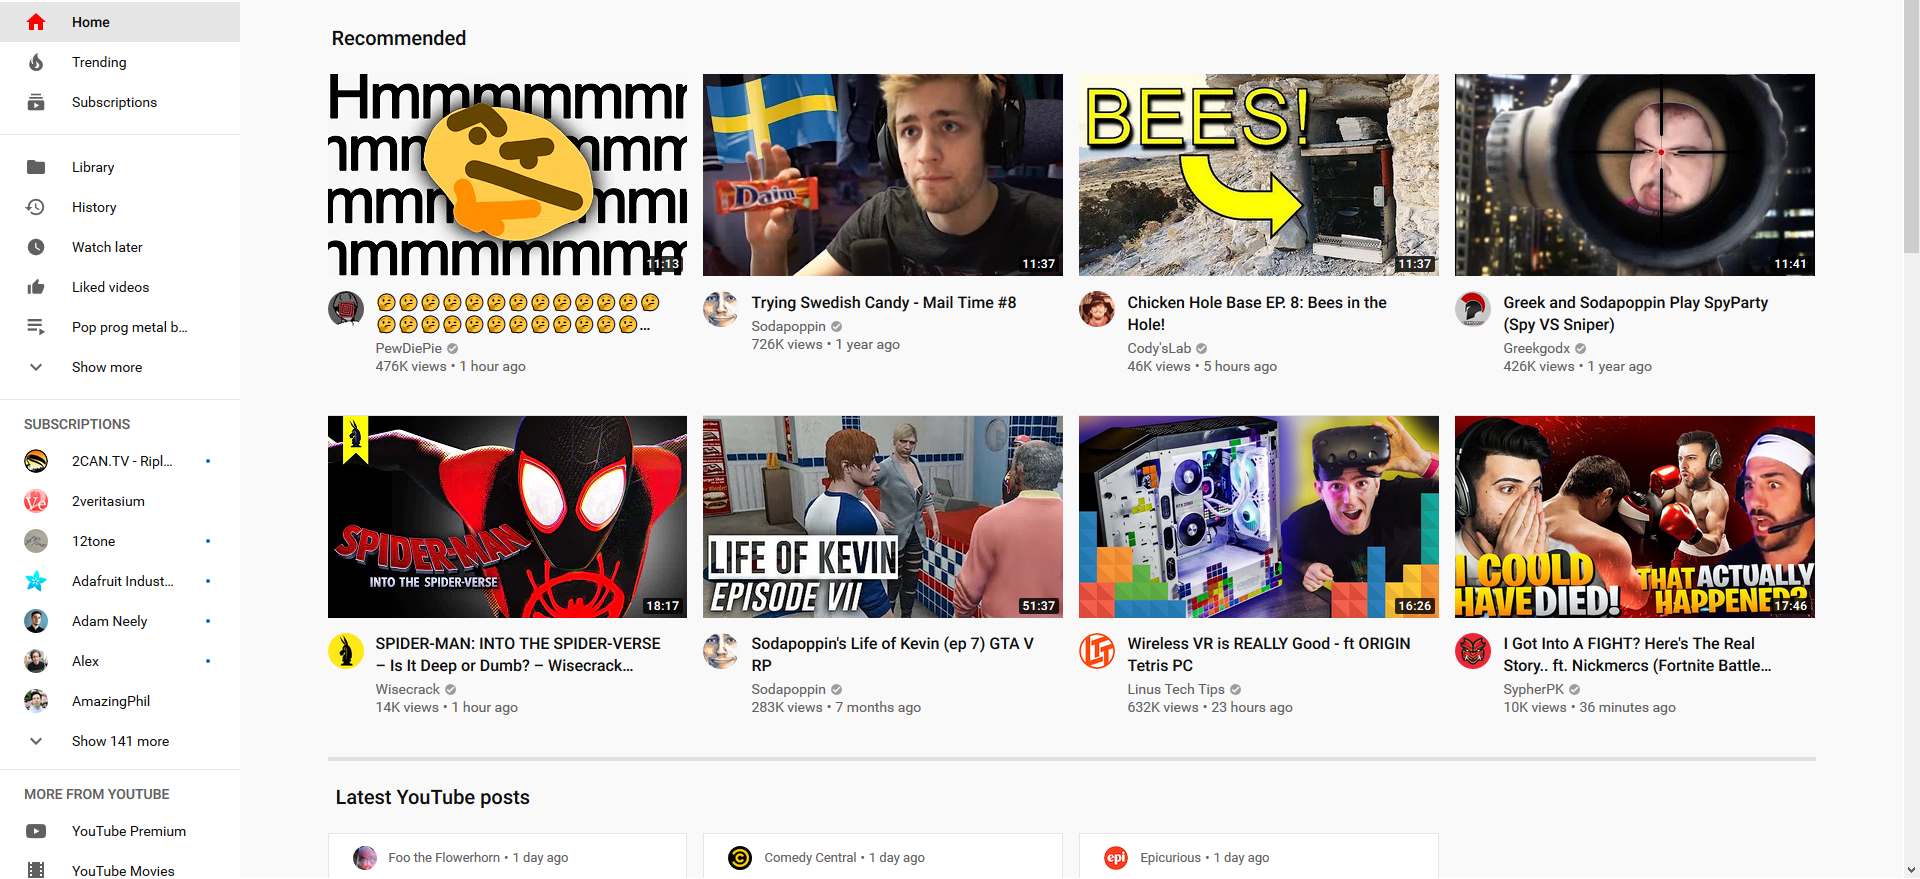 Home
Trending
Subscriptions
Library
History
Watch later
Liked videos
Pop prog metal b...
Show more
SUBSCRIPTIONS
2CAN.TV - Ripl...
2veritasium
12tone
Adafruit Indust...
Adam Neely
Alex
AmazingPhil
Show 141 more
MORE FROM YOUTUBE
YouTube Premium
YouTube Movies
Recommended
Hmmmmmmr
mmmmmm
mmmmmm
mmmmmmm
11:13
🤔🤔🤔🤔🤔🤔🤔🤔🤔🤔🤔🤔🤔
🤔🤔🤔🤔🤔🤔🤔🤔🤔🤔🤔🤔...
PewDiePie
476K views • 1 hour ago
Daim
11:37
Trying Swedish Candy - Mail Time #8
Sodapoppin
726K views • 1 year ago
BEES!
11:37
Chicken Hole Base EP. 8: Bees in the
Hole!
Cody'sLab
46K views • 5 hours ago
11:41
Greek and Sodapoppin Play SpyParty
(Spy VS Sniper)
Greekgodx
426K views • 1 year ago
SPIDER-MAN
INTO THE SPIDER-VERSE
18:17
SPIDER-MAN: INTO THE SPIDER-VERSE
– Is It Deep or Dumb? – Wisecrack...
Wisecrack
14K views • 1 hour ago
LIFE OF KEVIN
EPISODE VII
51:37
Sodapoppin's Life of Kevin (ep 7) GTA V
RP
Sodapoppin
283K views • 7 months ago
16:26
LTT
Wireless VR is REALLY Good - ft ORIGIN
Tetris PC
Linus Tech Tips
632K views • 23 hours ago
I COULD
HAVE DIED!
THAT ACTUALLY
HAPPENED?
17:46
I Got Into A FIGHT? Here's The Real
Story.. ft. Nickmercs (Fortnite Battle...
SypherPK
10K views • 36 minutes ago
Latest YouTube posts
Foo the Flowerhorn • 1 day ago
Comedy Central • 1 day ago
epi
Epicurious • 1 day ago